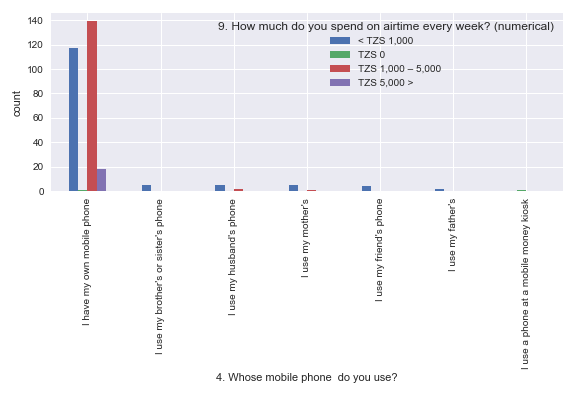 9. How much do you spend on airtime every week? (numerical)
< TZS 1,000
TZS 0
TZS 1,000 – 5,000
TZS 5,000 >
140
120
100
80
60
40
20
0
count
I have my own mobile phone
I use my brother's or sister's phone
I use my husband's phone
I use my mother's
I use my friend's phone
I use my father's
I use a phone at a mobile money kiosk
4. Whose mobile phone  do you use?